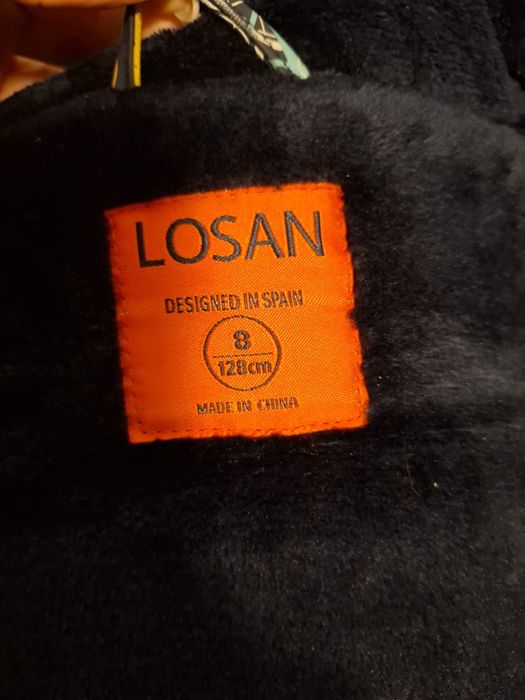 LOSAN
DESIGNED IN SPAIN
8
128cm
MADE IN CHINA